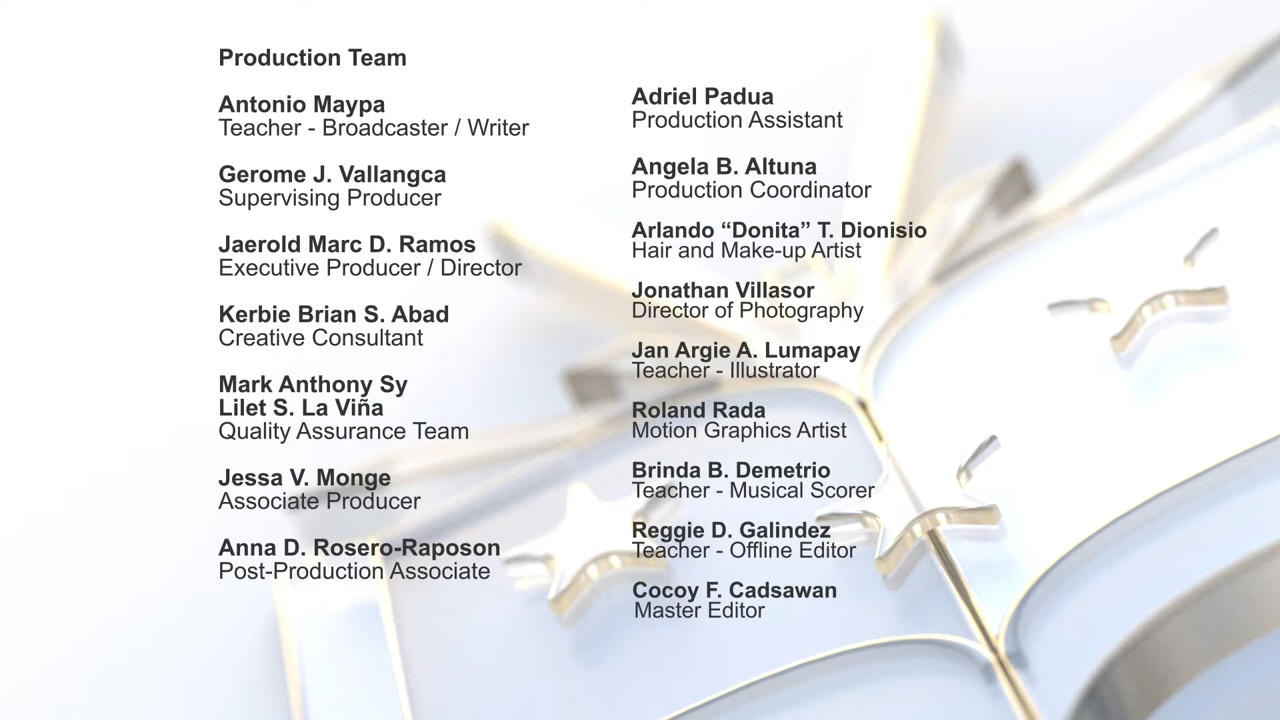 Production Team
Antonio Maypa
Teacher - Broadcaster / Writer
Gerome J. Vallangca
Supervising Producer
Jaerold Marc D. Ramos
Executive Producer / Director
Kerbie Brian S. Abad
Creative Consultant
Mark Anthony Sy
Lilet S. La Viña
Quality Assurance Team
Jessa V. Monge
Associate Producer
Anna D. Rosero-Raposon
Post-Production Associate
Adriel Padua
Production Assistant
Angela B. Altuna
Production Coordinator
Arlando “Donita” T. Dionisio
Hair and Make-up Artist
Jonathan Villasor
Director of Photography
Jan Argie A. Lumapay
Teacher - Illustrator
Roland Rada
Motion Graphics Artist
Brinda B. Demetrio
Teacher - Musical Scorer
Reggie D. Galindez
Teacher - Offline Editor
Cocoy F. Cadsawan
Master Editor